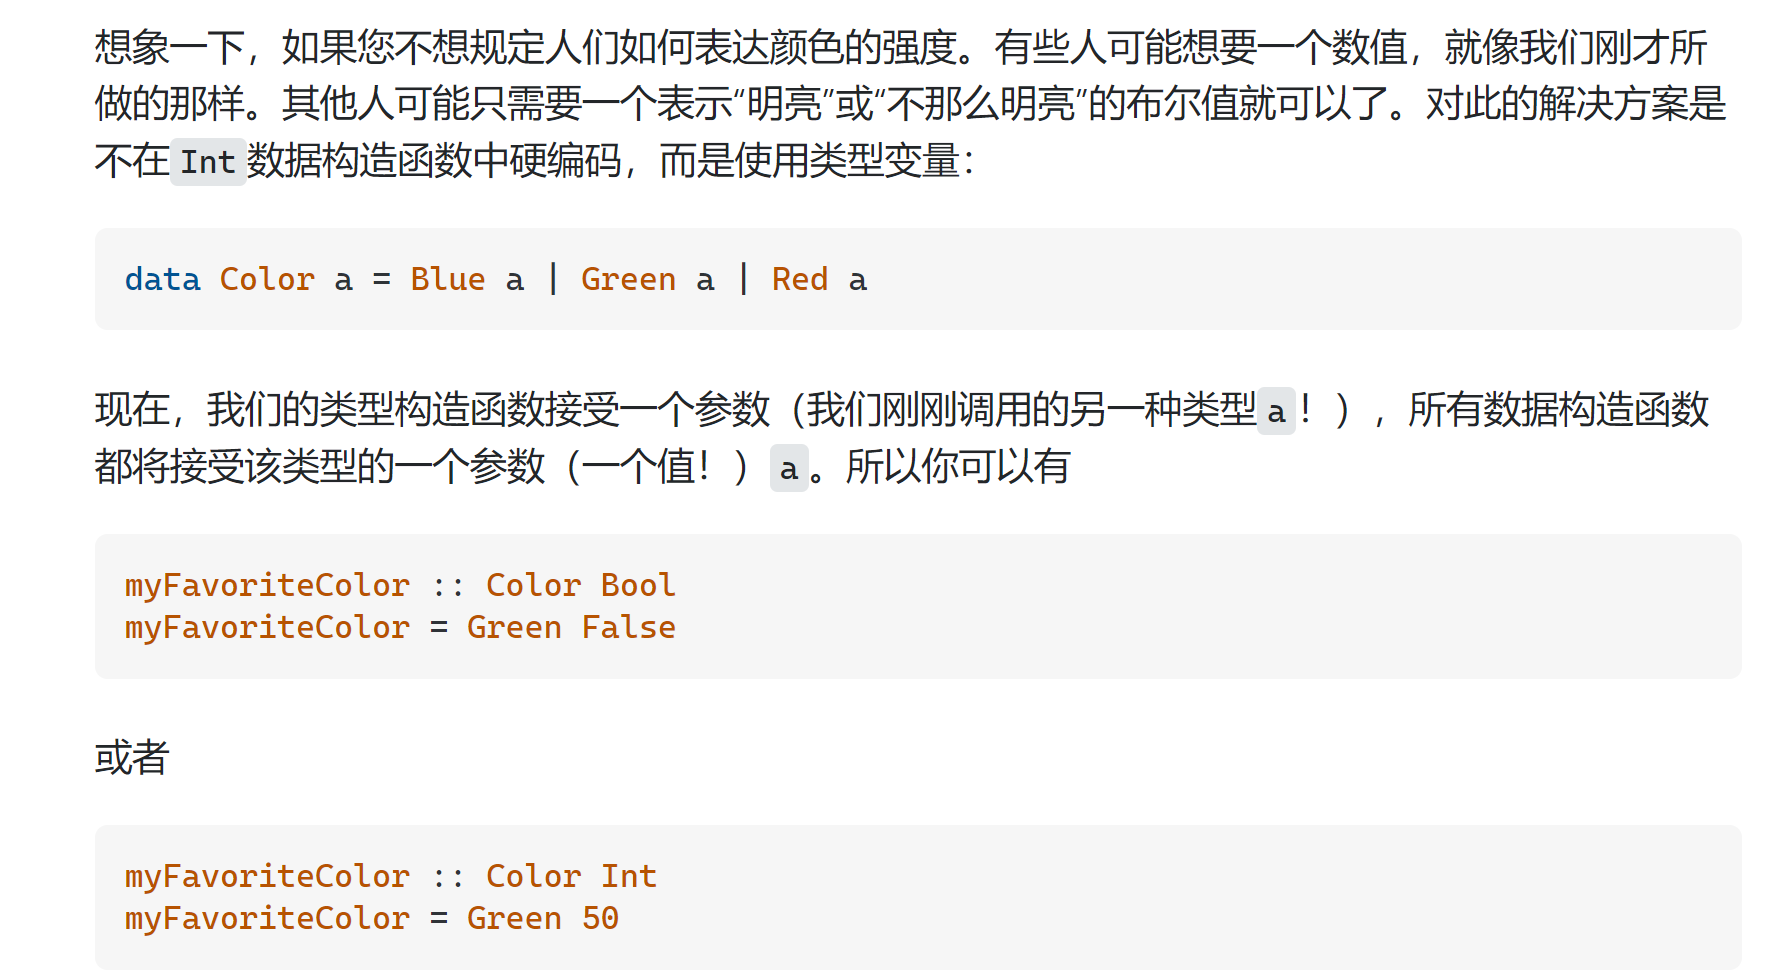 想象一下，如果您不想规定人们如何表达颜色的强度。有些人可能想要一个数值，就像我们刚才所
做的那样。其他人可能只需要一个表示“明亮”或“不那么明亮”的布尔值就可以了。对此的解决方案是
不在Int数据构造函数中硬编码，而是使用类型变量：
data Color a = Blue a | Green a | Red a
现在，我们的类型构造函数接受一个参数（我们刚刚调用的另一种类型a！），所有数据构造函数
都将接受该类型的一个参数（一个值！）a。所以你可以有
myFavoriteColor :: Color Bool
myFavoriteColor = Green False
或者
myFavoriteColor :: Color Int
myFavoriteColor = Green 50